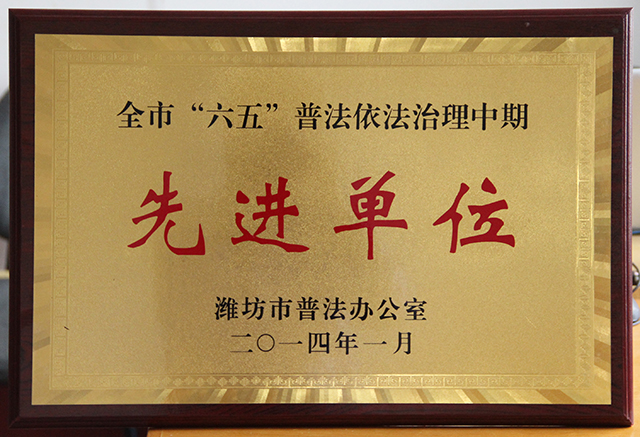 全市“六五”普法依法治理中期
先进单位
潍坊市普法办公室
二〇一四年一月